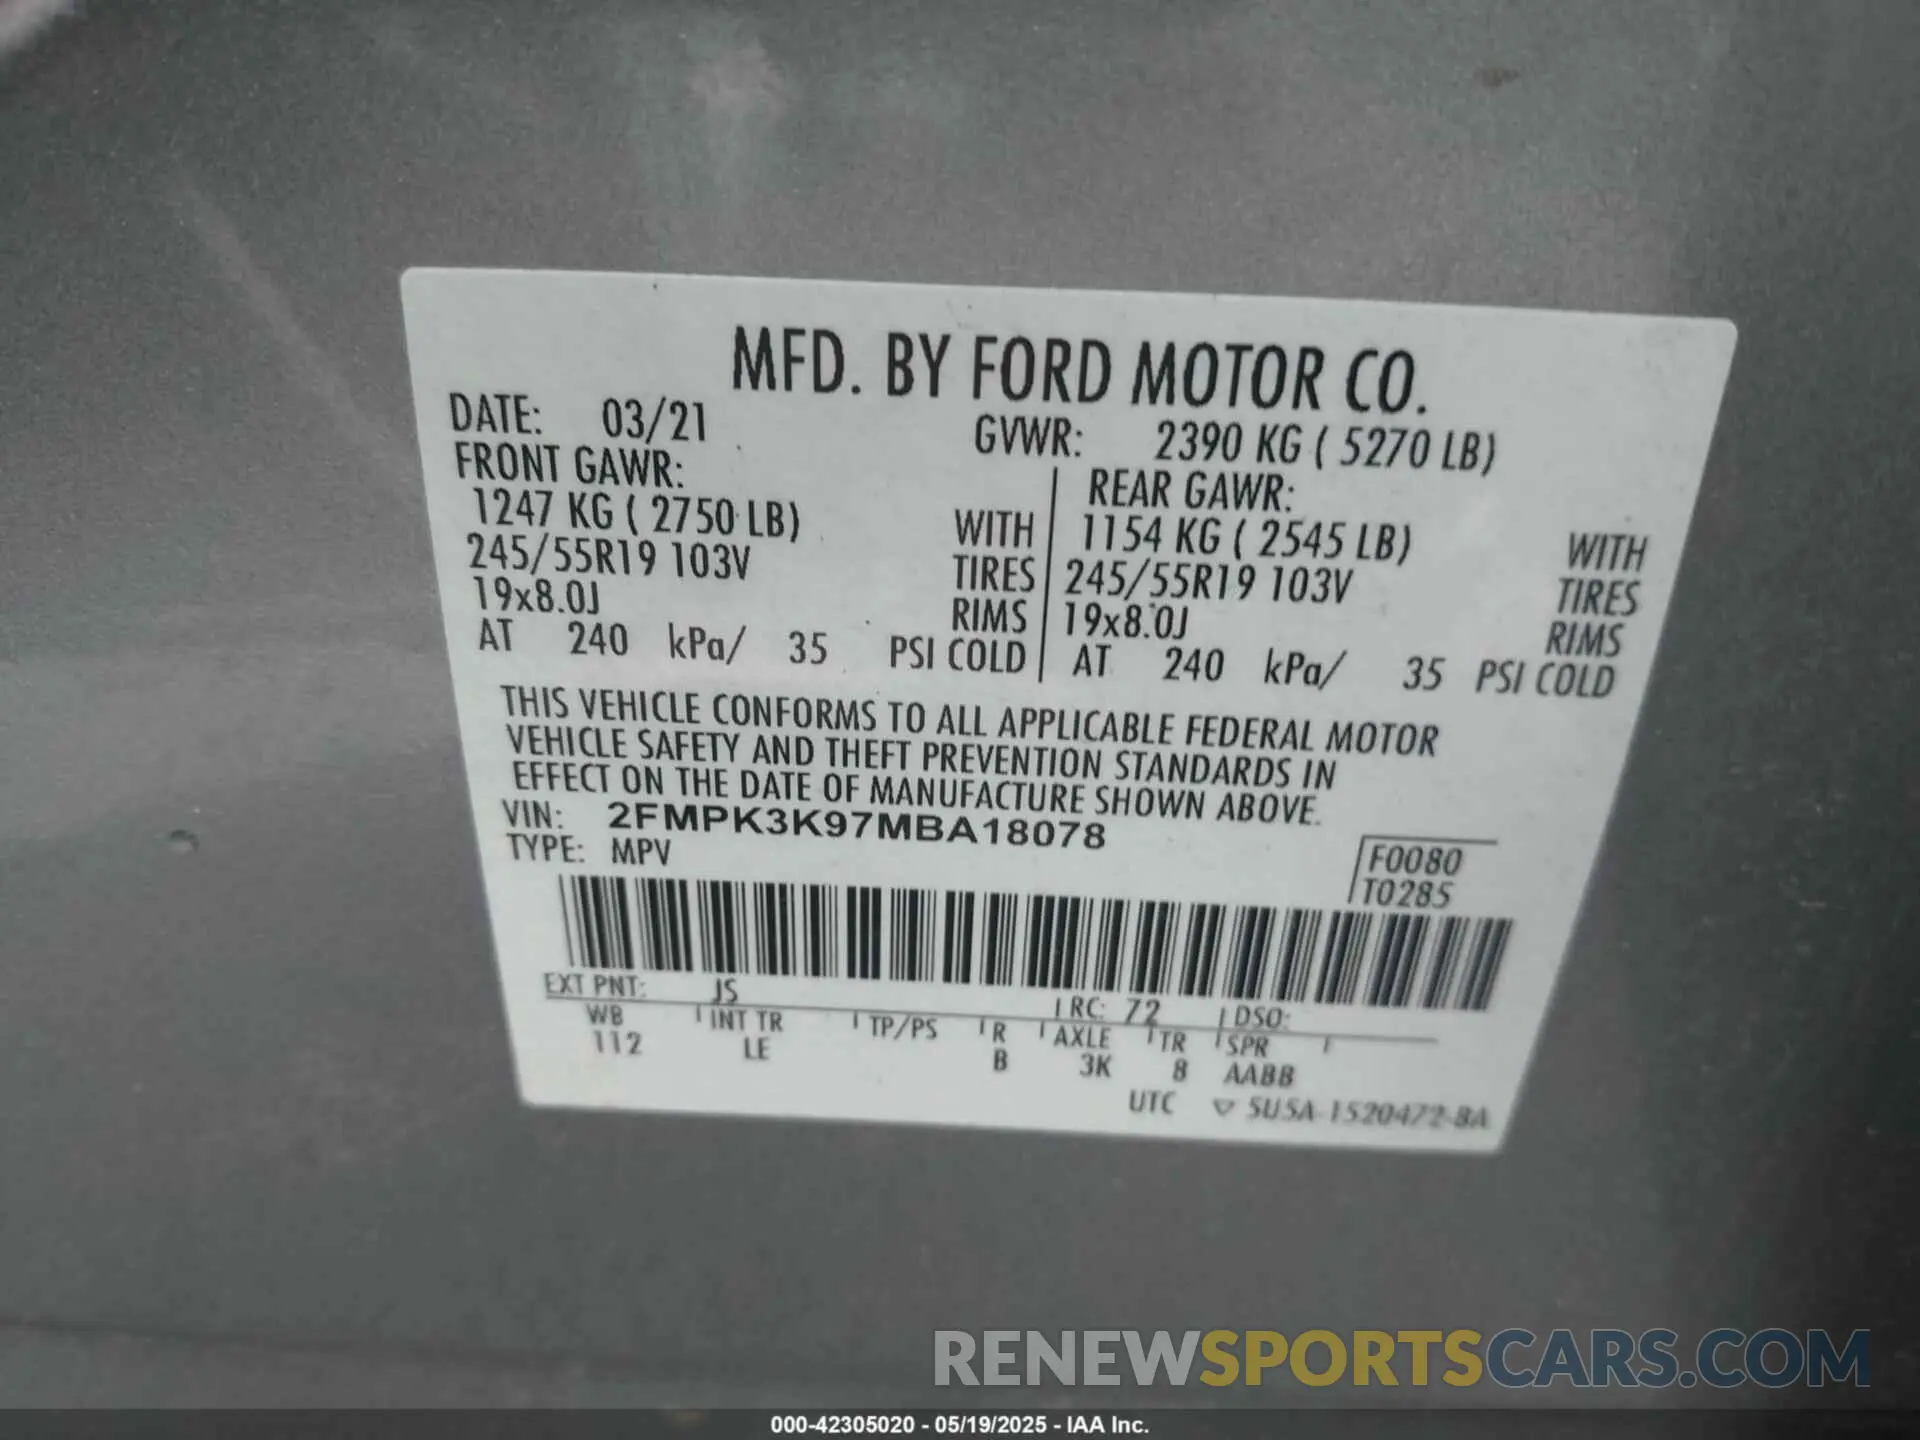 MFD. BY FORD MOTOR CO.
DATE: 03/21 GVWR: 2390 KG ( 5270 LB)
FRONT GAWR: REAR GAWR:
1247 KG ( 2750 LB) WITH 1154 KG ( 2545 LB) WITH
245/55R19 103V TIRES 245/55R19 103V TIRES
19x8.0J RIMS 19x8.0J RIMS
AT 240 kPa/ 35 PSI COLD AT 240 kPa/ 35 PSI COLD
THIS VEHICLE CONFORMS TO ALL APPLICABLE FEDERAL MOTOR
VEHICLE SAFETY AND THEFT PREVENTION STANDARDS IN
EFFECT ON THE DATE OF MANUFACTURE SHOWN ABOVE.
VIN: 2FMPK3K97MBA18078
TYPE: MPV
F0080
T0285
EXT PNT: JS RC: 72 DSO:
WB INT TR TP/PS R AXLE TR SPR
112 LE B 3K 8 AABB
UTC ▽ 5U5A-1520472-BA
RENEWSPORTSCARS.COM
000-42305020 - 05/19/2025 - IAA Inc.